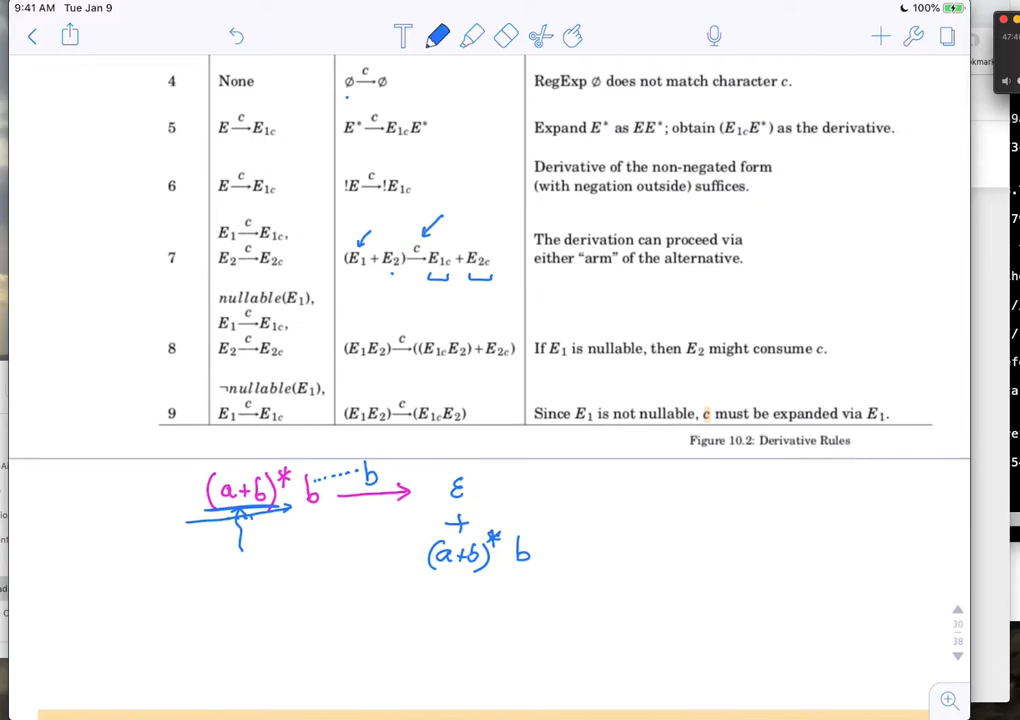 9:41 AM Tue Jan 9
100%
47:4
4 None ∅ —c→ ∅ RegExp ∅ does not match character c.
5 E —c→ E1c E* —c→ E1cE* Expand E* as EE*; obtain (E1cE*) as the derivative.
Derivative of the non-negated form
6 E —c→ E1c !E —c→ !E1c (with negation outside) suffices.
E1 —c→ E1c, The derivation can proceed via
7 E2 —c→ E2c (E1 + E2) —c→ E1c + E2c either “arm” of the alternative.
nullable(E1),
E1 —c→ E1c,
8 E2 —c→ E2c (E1E2) —c→ ((E1cE2) + E2c) If E1 is nullable, then E2 might consume c.
¬nullable(E1),
9 E1 —c→ E1c (E1E2) —c→ (E1cE2) Since E1 is not nullable, c must be expanded via E1.
Figure 10.2: Derivative Rules
(a+b)* b ...... b → ε
+
(a+b)* b
30
38